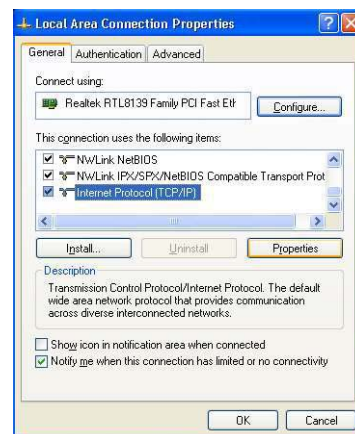 Local Area Connection Properties
General Authentication Advanced
Connect using:
Realtek RTL8139 Family PCI Fast Eth
Configure...
This connection uses the following items:
NWLink NetBIOS
NWLink IPX/SPX/NetBIOS Compatible Transport Prot
Internet Protocol (TCP/IP)
Install... Uninstall Properties
Description
Transmission Control Protocol/Internet Protocol. The default
wide area network protocol that provides communication
across diverse interconnected networks.
Show icon in notification area when connected
Notify me when this connection has limited or no connectivity
OK Cancel